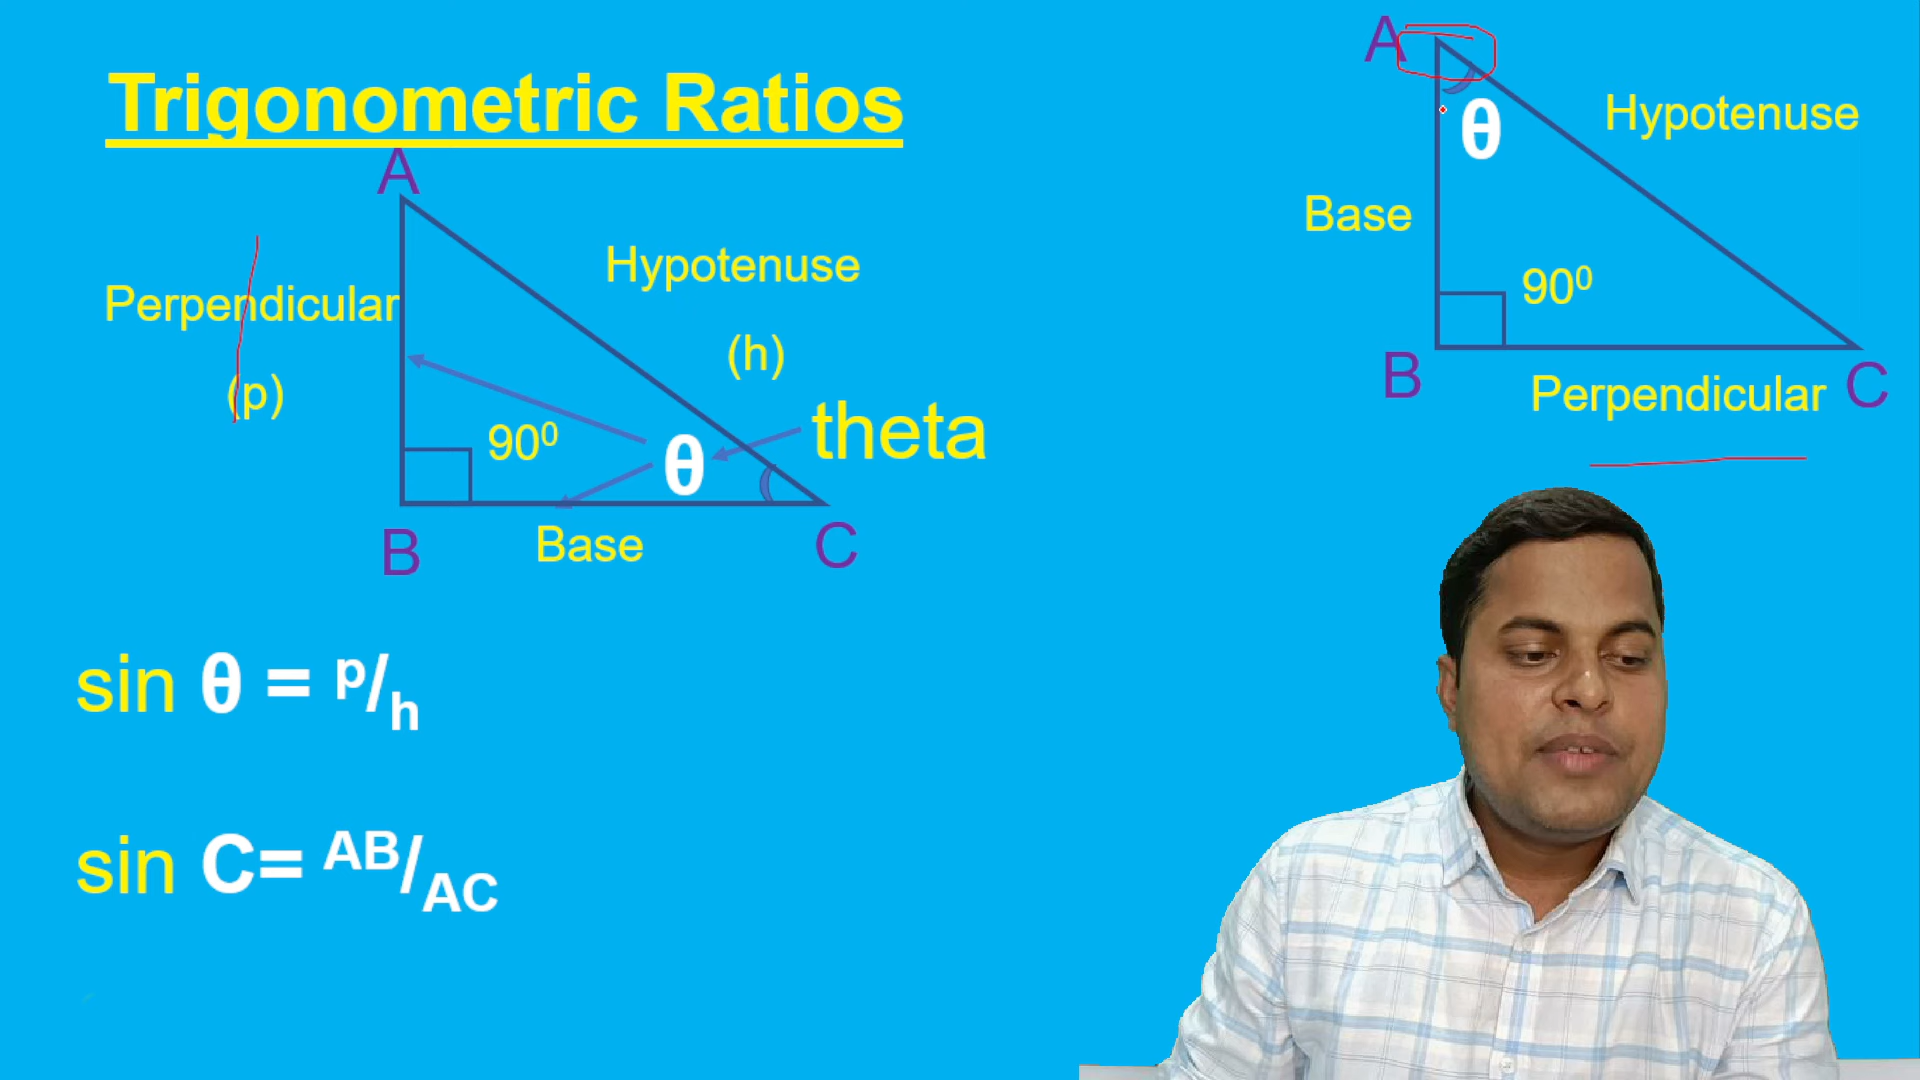 Trigonometric Ratios
A
Perpendicular
(p)
Hypotenuse
(h)
90⁰
θ
theta
B
Base
C
A
θ
Hypotenuse
Base
90⁰
B
Perpendicular
C
sin θ = p/h
sin C= AB/AC